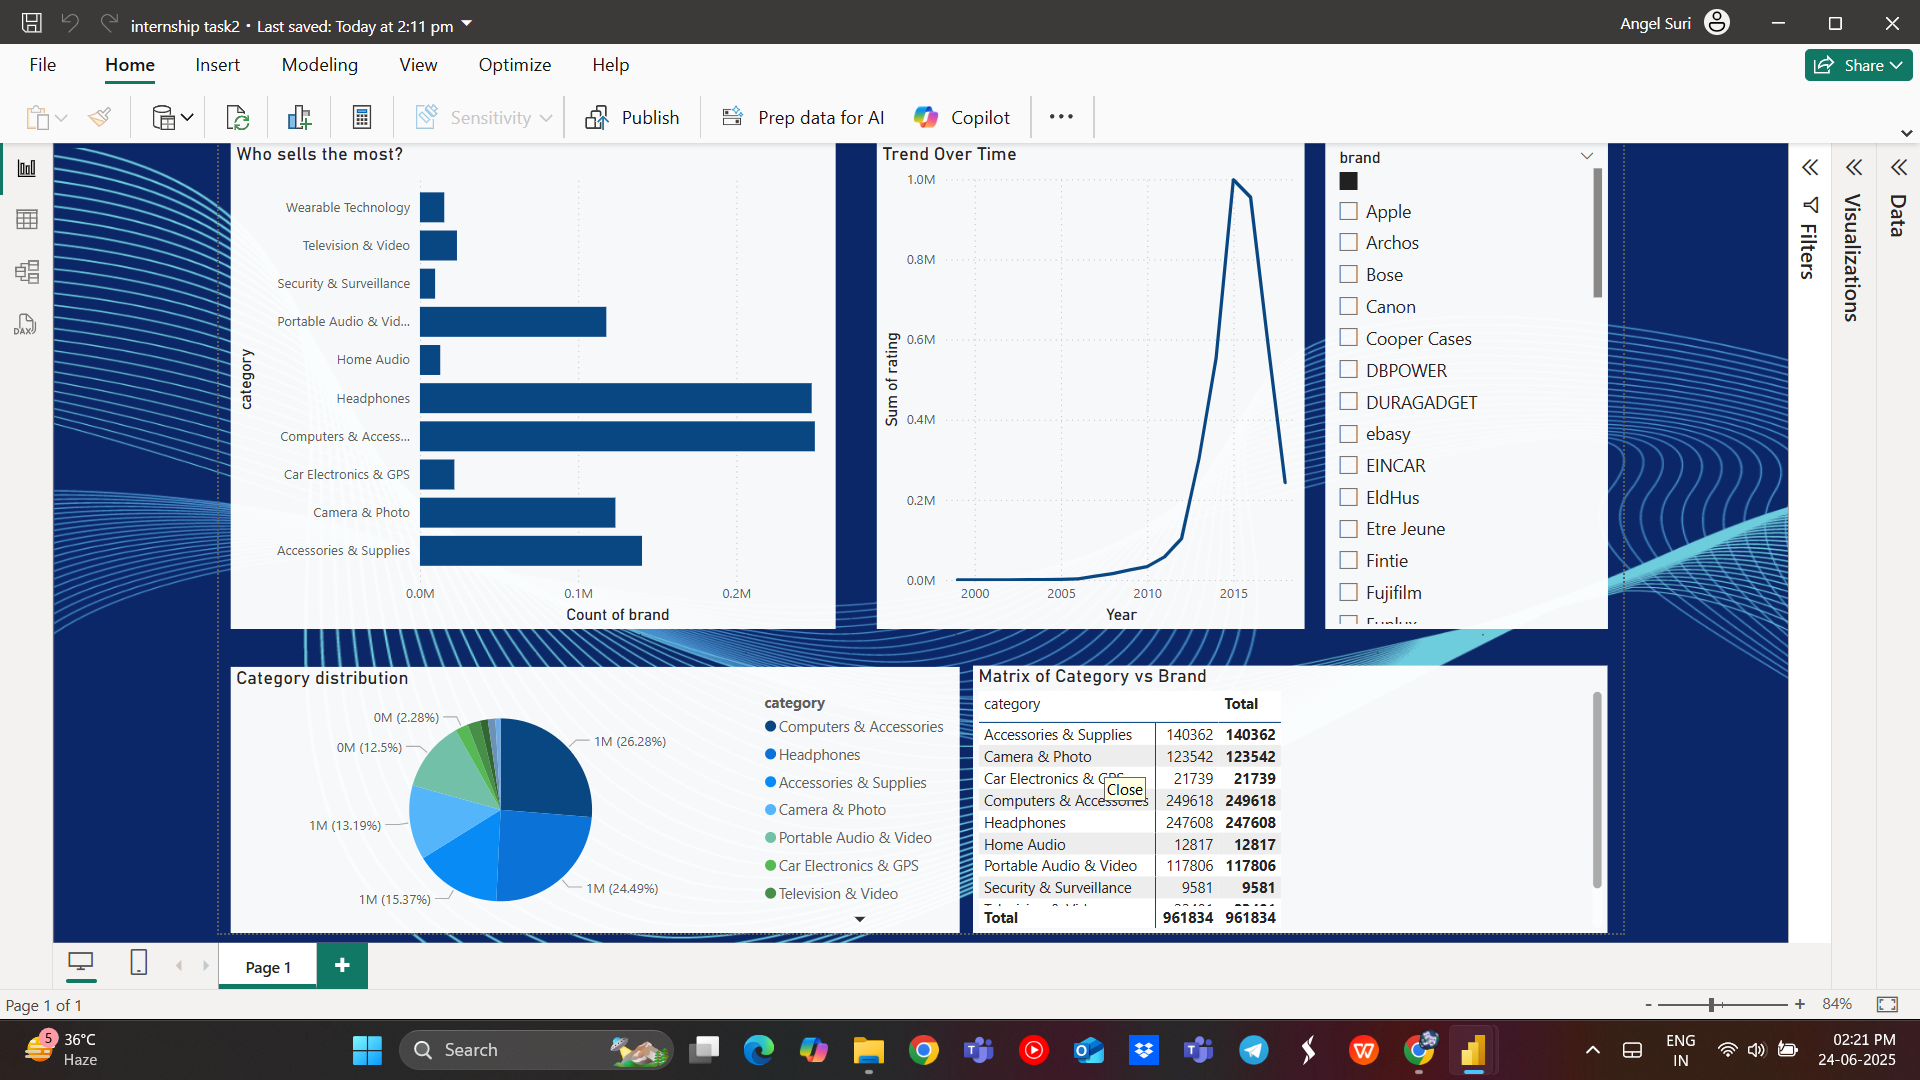 internship task2 • Last saved: Today at 2:11 pm
Angel Suri
File
Home
Insert
Modeling
View
Optimize
Help
Share
Sensitivity
Publish
Prep data for AI
Copilot
DAX
Who sells the most?
category
Wearable Technology
Television & Video
Security & Surveillance
Portable Audio & Vid...
Home Audio
Headphones
Computers & Access...
Car Electronics & GPS
Camera & Photo
Accessories & Supplies
0.0M
0.1M
0.2M
Count of brand
Trend Over Time
Sum of rating
1.0M
0.8M
0.6M
0.4M
0.2M
0.0M
2000
2005
2010
2015
Year
brand
Apple
Archos
Bose
Canon
Cooper Cases
DBPOWER
DURAGADGET
ebasy
EINCAR
EldHus
Etre Jeune
Fintie
Fujifilm
Filters
Visualizations
Data
Category distribution
0M (2.28%)
0M (12.5%)
1M (13.19%)
1M (15.37%)
1M (26.28%)
1M (24.49%)
category
Computers & Accessories
Headphones
Accessories & Supplies
Camera & Photo
Portable Audio & Video
Car Electronics & GPS
Television & Video
Matrix of Category vs Brand
category Total
Accessories & Supplies 140362 140362
Camera & Photo 123542 123542
Car Electronics & 21739 21739
Close
Computers & Accessories 249618 249618
Headphones 247608 247608
Home Audio 12817 12817
Portable Audio & Video 117806 117806
Security & Surveillance 9581 9581
Total 961834 961834
Page 1
Page 1 of 1
- + 84%
5
36°C
Haze
Search
ENG
IN
02:21 PM
24-06-2025